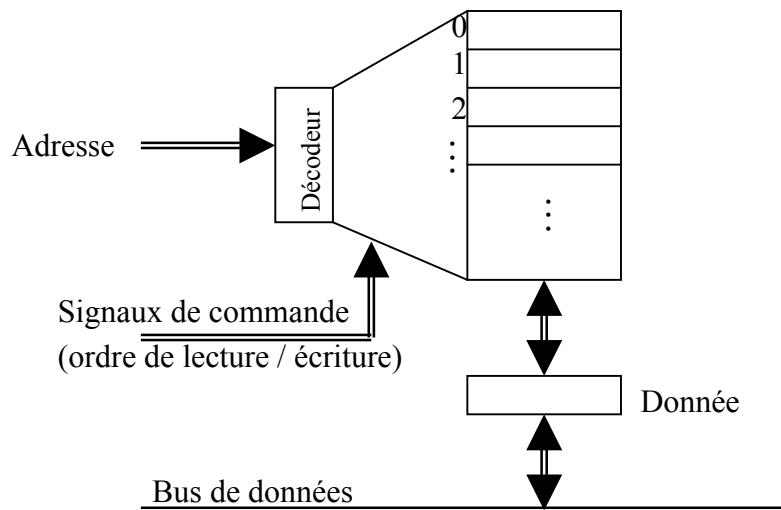 0
1
2
...
...
Adresse
Décodeur
Signaux de commande
(ordre de lecture / écriture)
Donnée
Bus de données